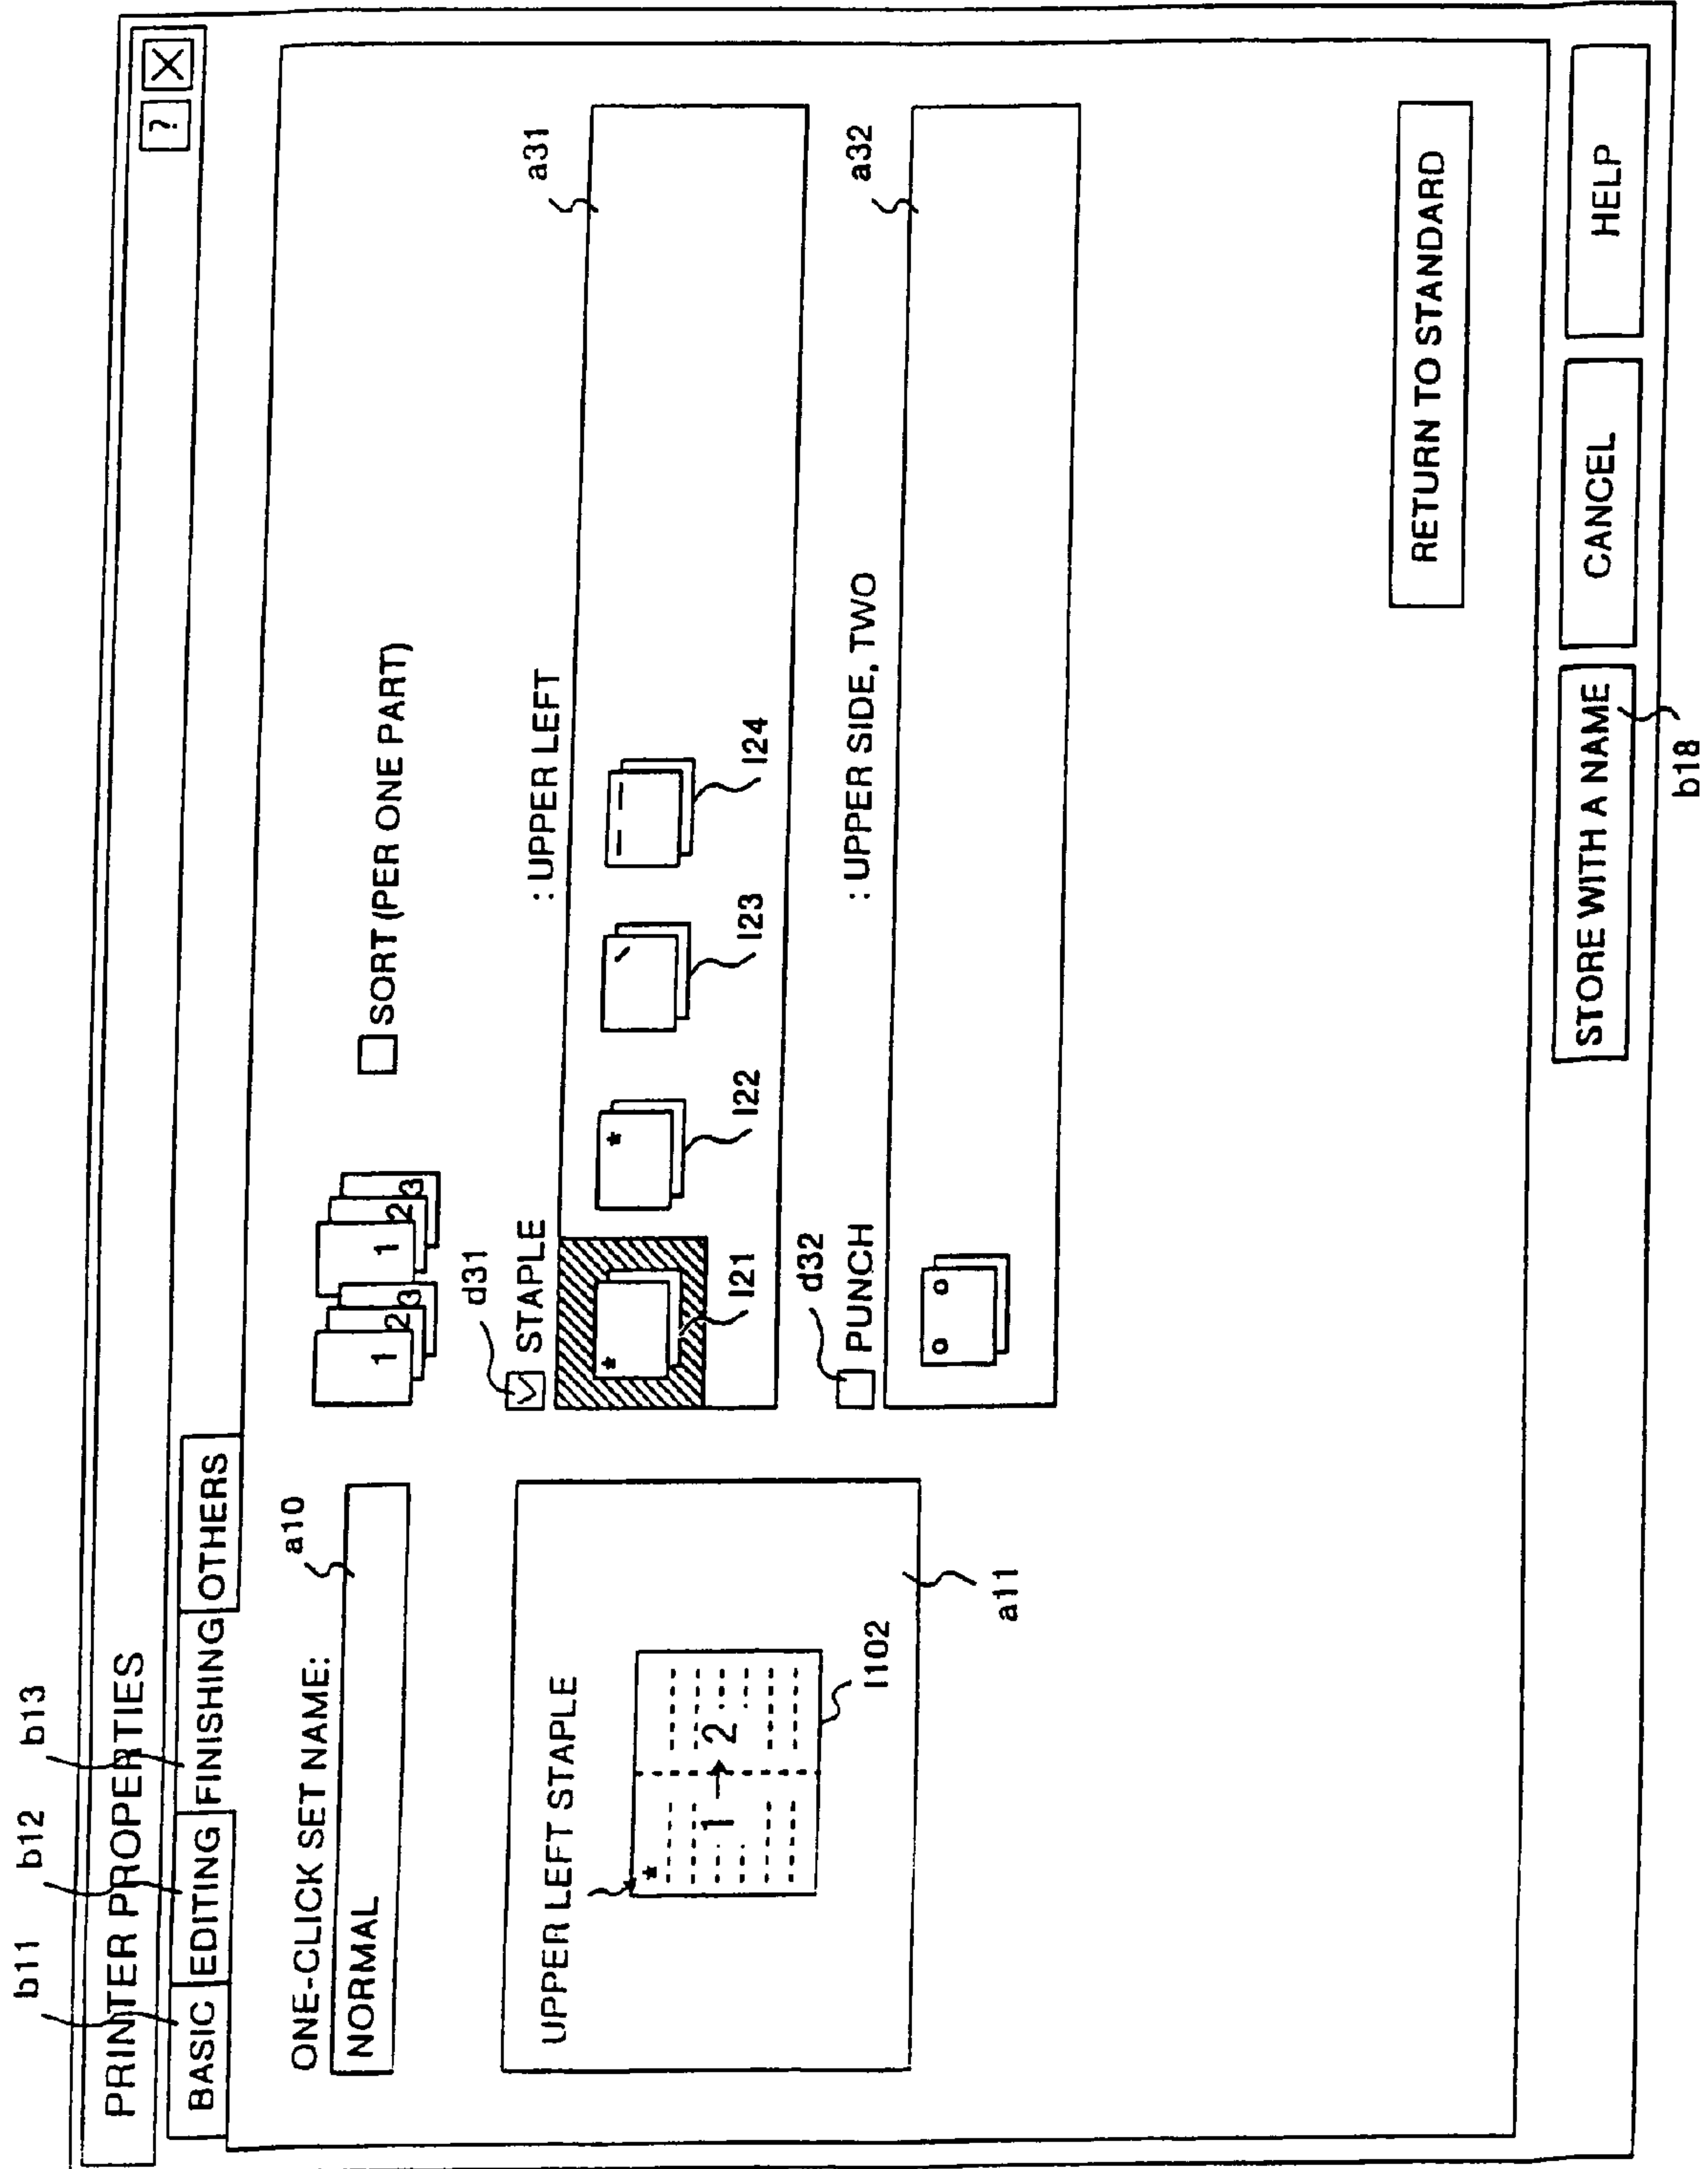 b11 b12 b13
PRINTER PROPERTIES
? X
BASIC EDITING FINISHING OTHERS
ONE-CLICK SET NAME:
a10
NORMAL
1 2 3 1 2 3
SORT (PER ONE PART)
d31
STAPLE : UPPER LEFT
a31
I21 I22 I23 I24
UPPER LEFT STAPLE
* 1 → 2
I102
a11
d32
PUNCH : UPPER SIDE, TWO
a32
RETURN TO STANDARD
STORE WITH A NAME CANCEL HELP
b18